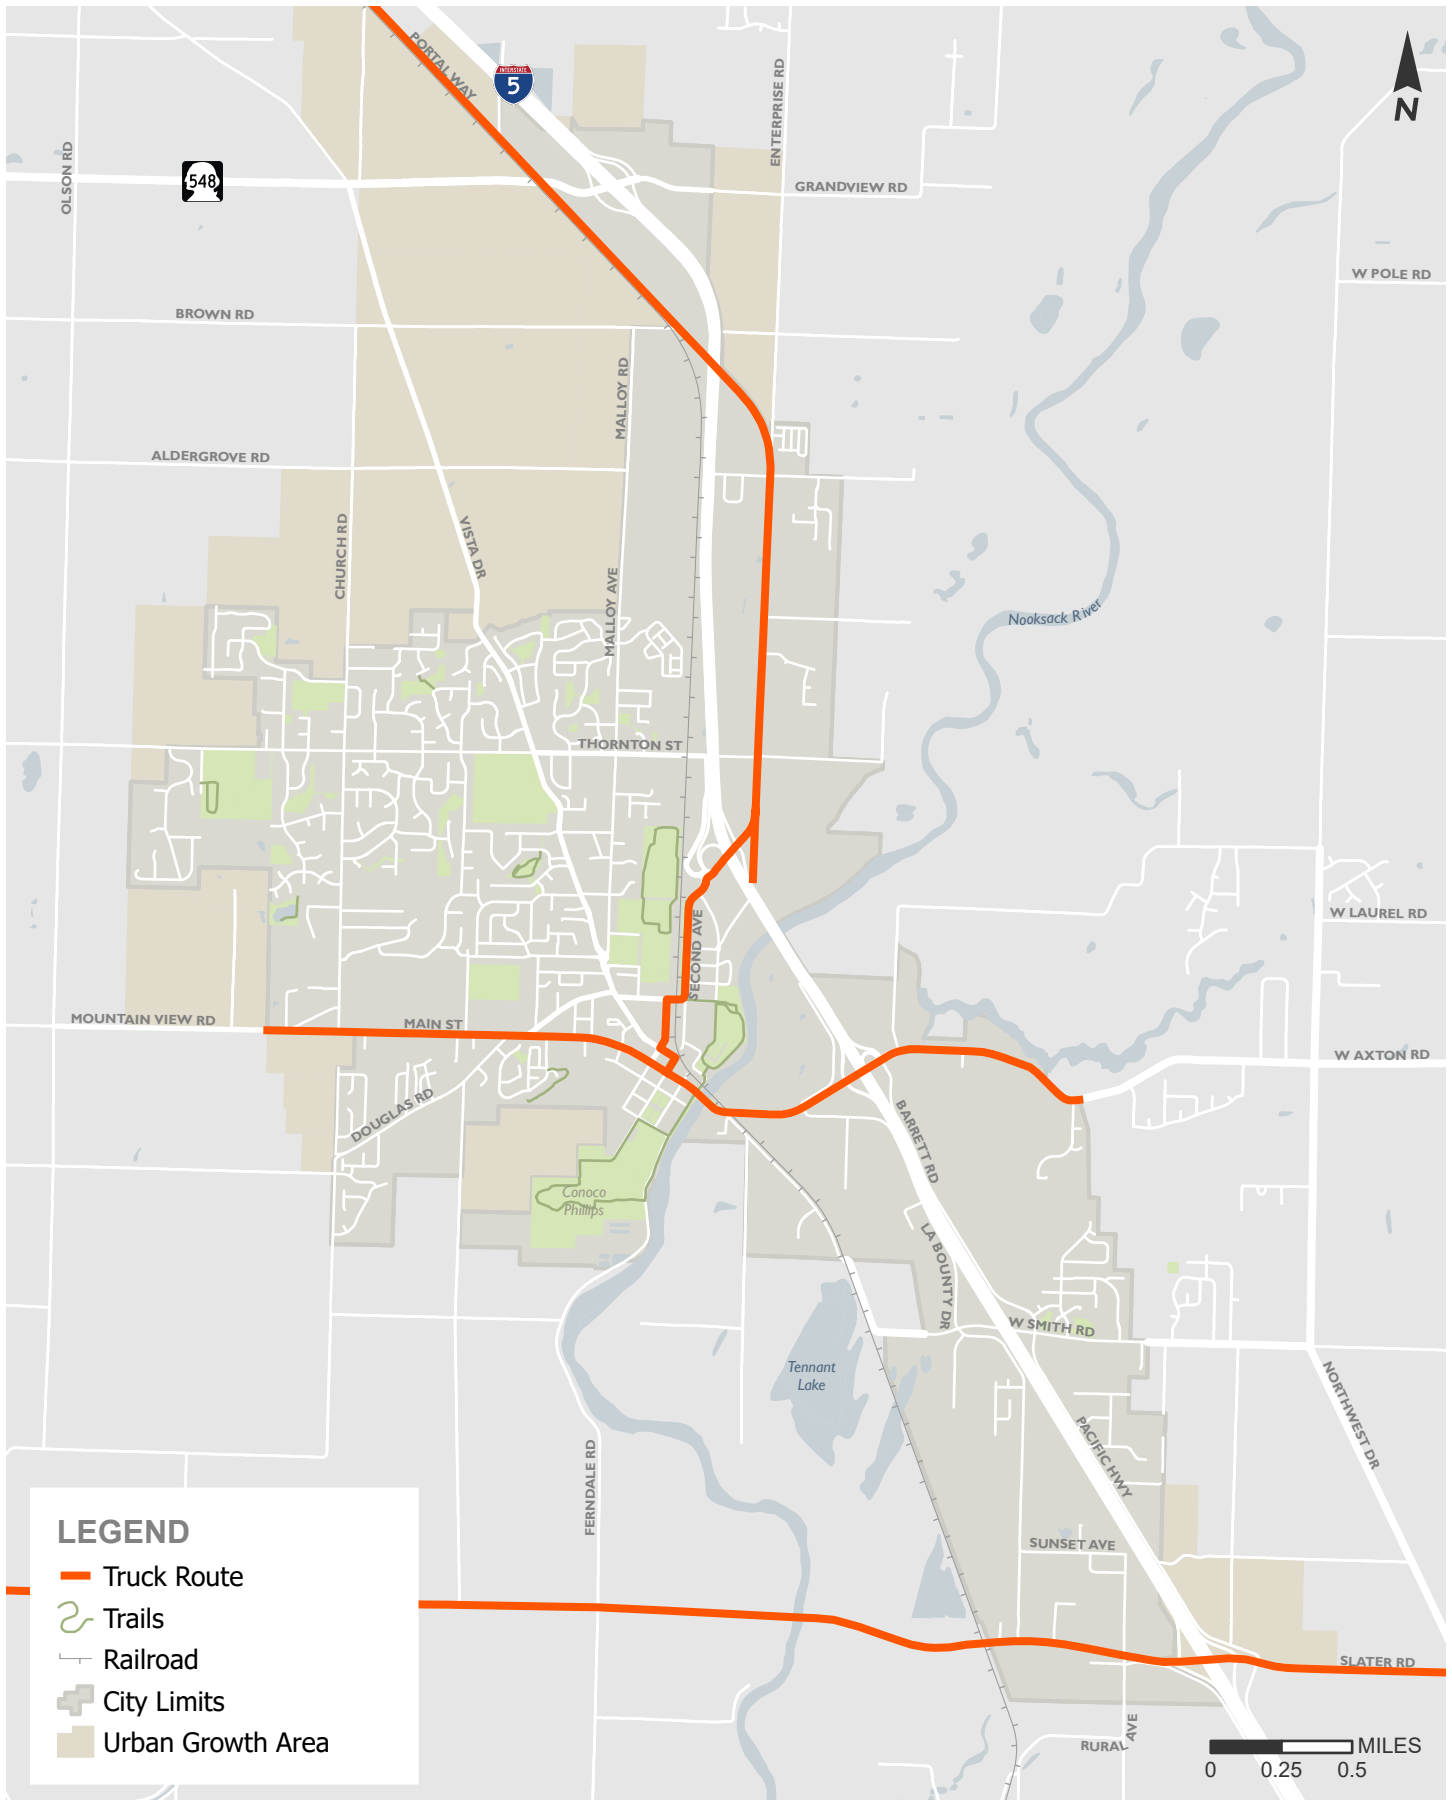 PORTAL WAY
INTERSTATE
5
ENTERPRISE RD
N
OLSON RD
548
GRANDVIEW RD
W POLE RD
BROWN RD
MALLOY RD
ALDERGROVE RD
CHURCH RD
VISTA DR
MALLOY AVE
Nooksack River
THORNTON ST
SECOND AVE
W LAUREL RD
MOUNTAIN VIEW RD
MAIN ST
W AXTON RD
DOUGLAS RD
BARRETT RD
Conoco
Phillips
LA BOUNTY DR
W SMITH RD
Tennant
Lake
NORTHWEST DR
PACIFIC HWY
FERNDALE RD
SUNSET AVE
SLATER RD
RURAL AVE
LEGEND
Truck Route
Trails
Railroad
City Limits
Urban Growth Area
MILES
0 0.25 0.5